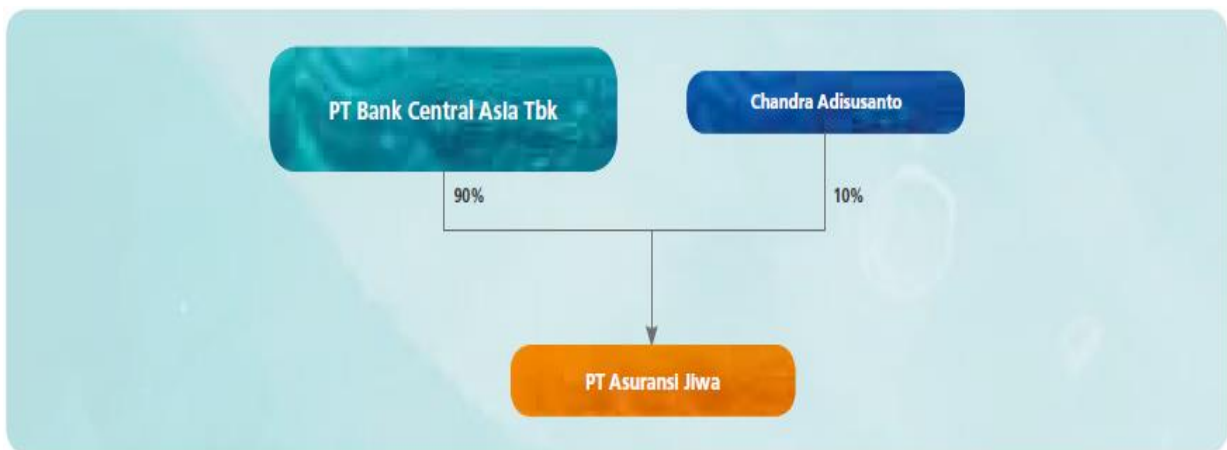 PT Bank Central Asia Tbk
Chandra Adisusanto
90%
10%
PT Asuransi Jiwa